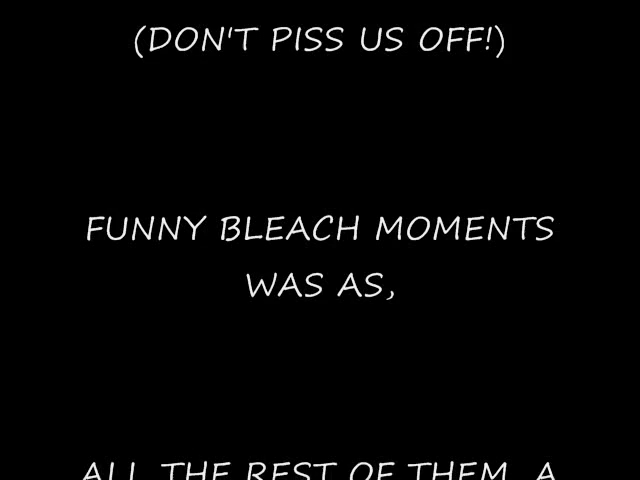 (DON'T PISS US OFF!)
FUNNY BLEACH MOMENTS
WAS AS,
ALL THE REST OF THEM, A